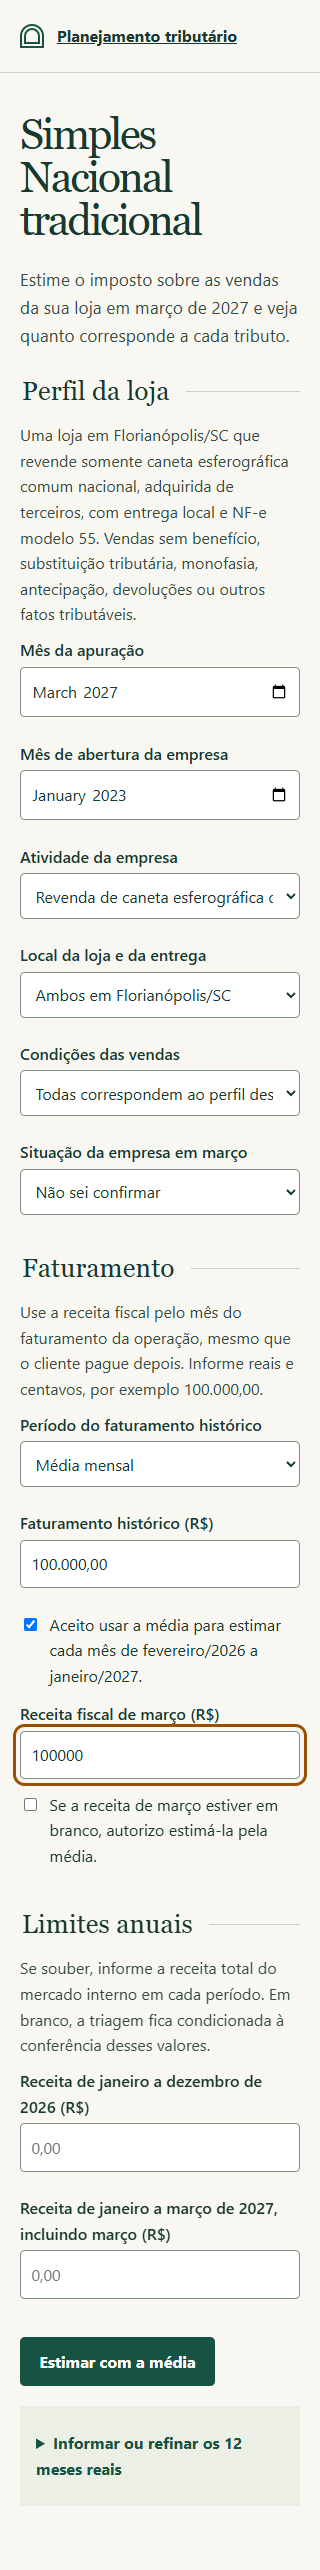 Planejamento tributário
Simples
Nacional
tradicional
Estime o imposto sobre as vendas
da sua loja em março de 2027 e veja
quanto corresponde a cada tributo.
Perfil da loja
Uma loja em Florianópolis/SC que
revende somente caneta esferográfica
comum nacional, adquirida de
terceiros, com entrega local e NF-e
modelo 55. Vendas sem benefício,
substituição tributária, monofasia,
antecipação, devoluções ou outros
fatos tributáveis.
Mês da apuração
March 2027
Mês de abertura da empresa
January 2023
Atividade da empresa
Revenda de caneta esferográfica c
Local da loja e da entrega
Ambos em Florianópolis/SC
Condições das vendas
Todas correspondem ao perfil des
Situação da empresa em março
Não sei confirmar
Faturamento
Use a receita fiscal pelo mês do
faturamento da operação, mesmo que
o cliente pague depois. Informe reais e
centavos, por exemplo 100.000,00.
Período do faturamento histórico
Média mensal
Faturamento histórico (R$)
100.000,00
Aceito usar a média para estimar
cada mês de fevereiro/2026 a
janeiro/2027.
Receita fiscal de março (R$)
100000
Se a receita de março estiver em
branco, autorizo estimá-la pela
média.
Limites anuais
Se souber, informe a receita total do
mercado interno em cada período. Em
branco, a triagem fica condicionada à
conferência desses valores.
Receita de janeiro a dezembro de
2026 (R$)
0,00
Receita de janeiro a março de 2027,
incluindo março (R$)
0,00
Estimar com a média
Informar ou refinar os 12
meses reais